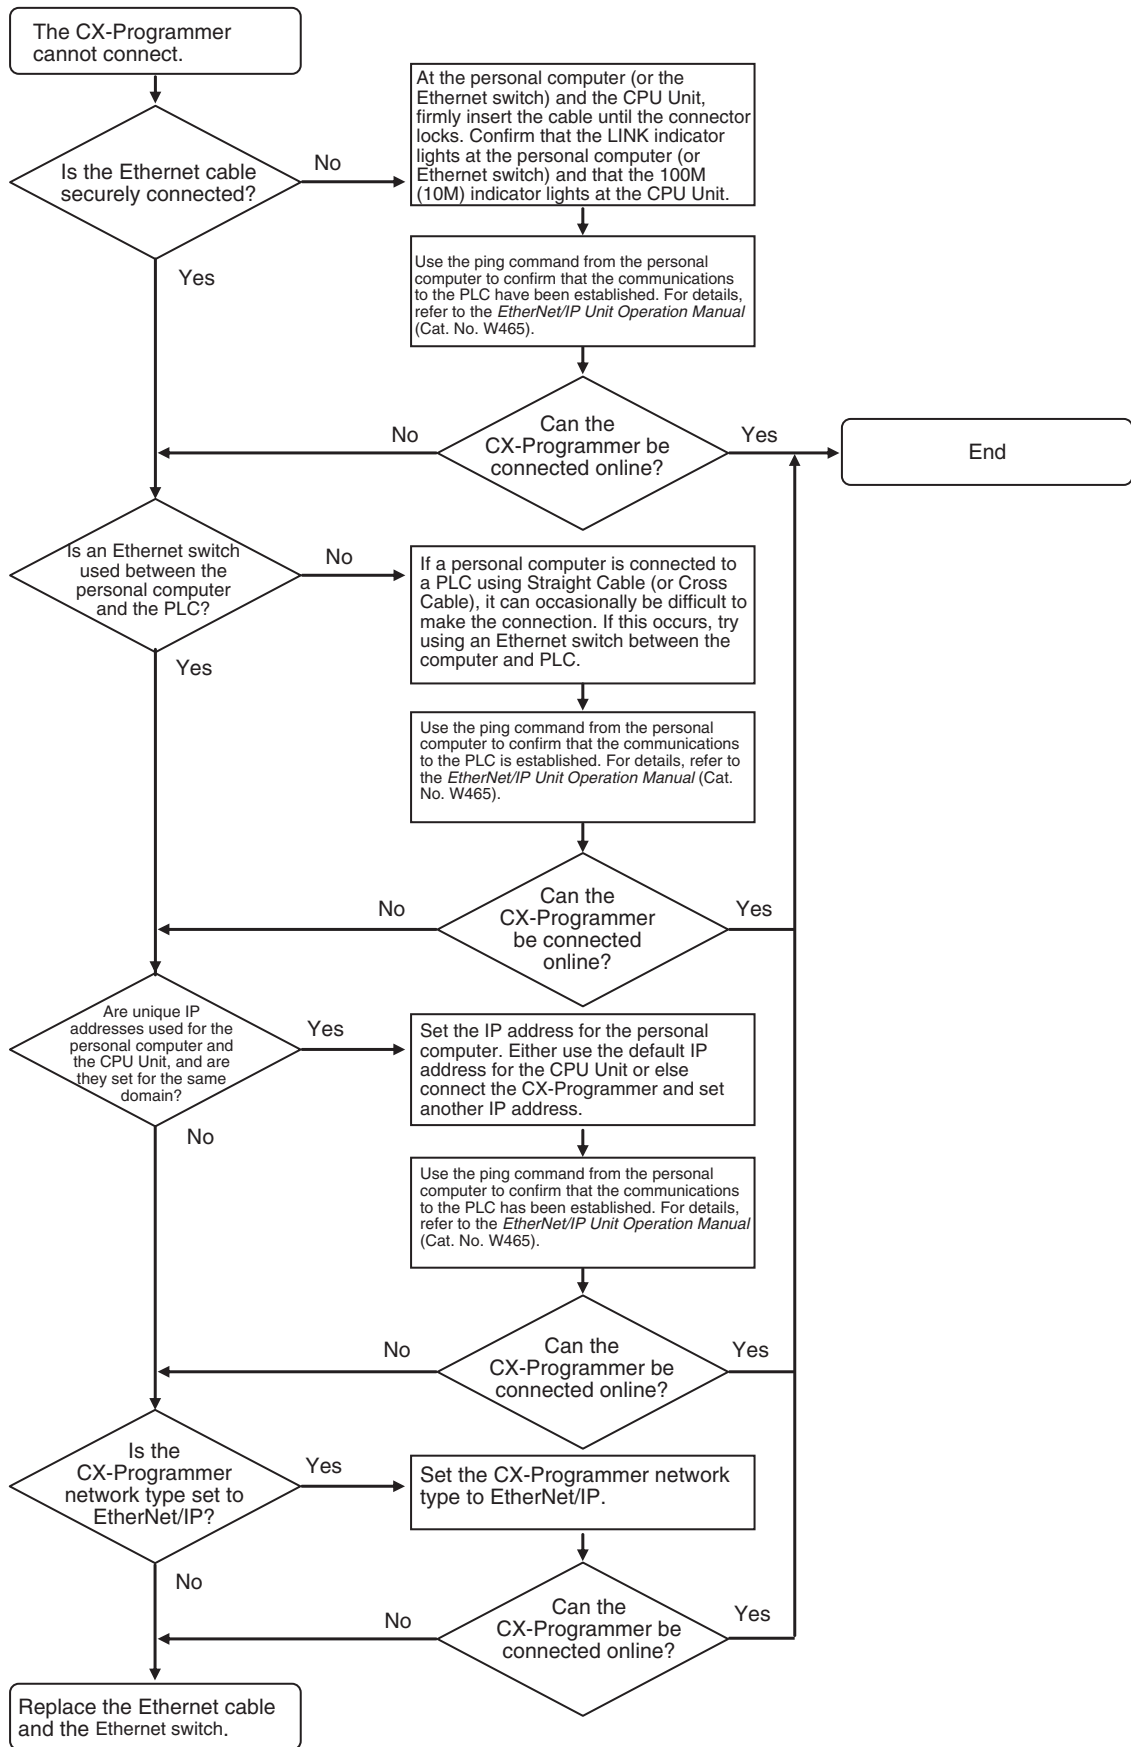 The CX-Programmer
cannot connect.
At the personal computer (or the
Ethernet switch) and the CPU Unit,
firmly insert the cable until the connector
locks. Confirm that the LINK indicator
lights at the personal computer (or
Ethernet switch) and that the 100M
(10M) indicator lights at the CPU Unit.
Is the Ethernet cable
securely connected?
No
Yes
Use the ping command from the personal
computer to confirm that the communications
to the PLC have been established. For details,
refer to the EtherNet/IP Unit Operation Manual
(Cat. No. W465).
Can the
CX-Programmer be
connected online?
No
Yes
End
Is an Ethernet switch
used between the
personal computer
and the PLC?
No
Yes
If a personal computer is connected to
a PLC using Straight Cable (or Cross
Cable), it can occasionally be difficult to
make the connection. If this occurs, try
using an Ethernet switch between the
computer and PLC.
Use the ping command from the personal
computer to confirm that the communications
to the PLC is established. For details, refer to
the EtherNet/IP Unit Operation Manual (Cat.
No. W465).
Can the
CX-Programmer
be connected
online?
No
Yes
Are unique IP
addresses used for the
personal computer and
the CPU Unit, and are
they set for the same
domain?
Yes
No
Set the IP address for the personal
computer. Either use the default IP
address for the CPU Unit or else
connect the CX-Programmer and set
another IP address.
Use the ping command from the personal
computer to confirm that the communications
to the PLC has been established. For details,
refer to the EtherNet/IP Unit Operation Manual
(Cat. No. W465).
Can the
CX-Programmer be
connected online?
No
Yes
Is the
CX-Programmer
network type set to
EtherNet/IP?
Yes
No
Set the CX-Programmer network
type to EtherNet/IP.
Can the
CX-Programmer be
connected online?
No
Yes
Replace the Ethernet cable
and the Ethernet switch.